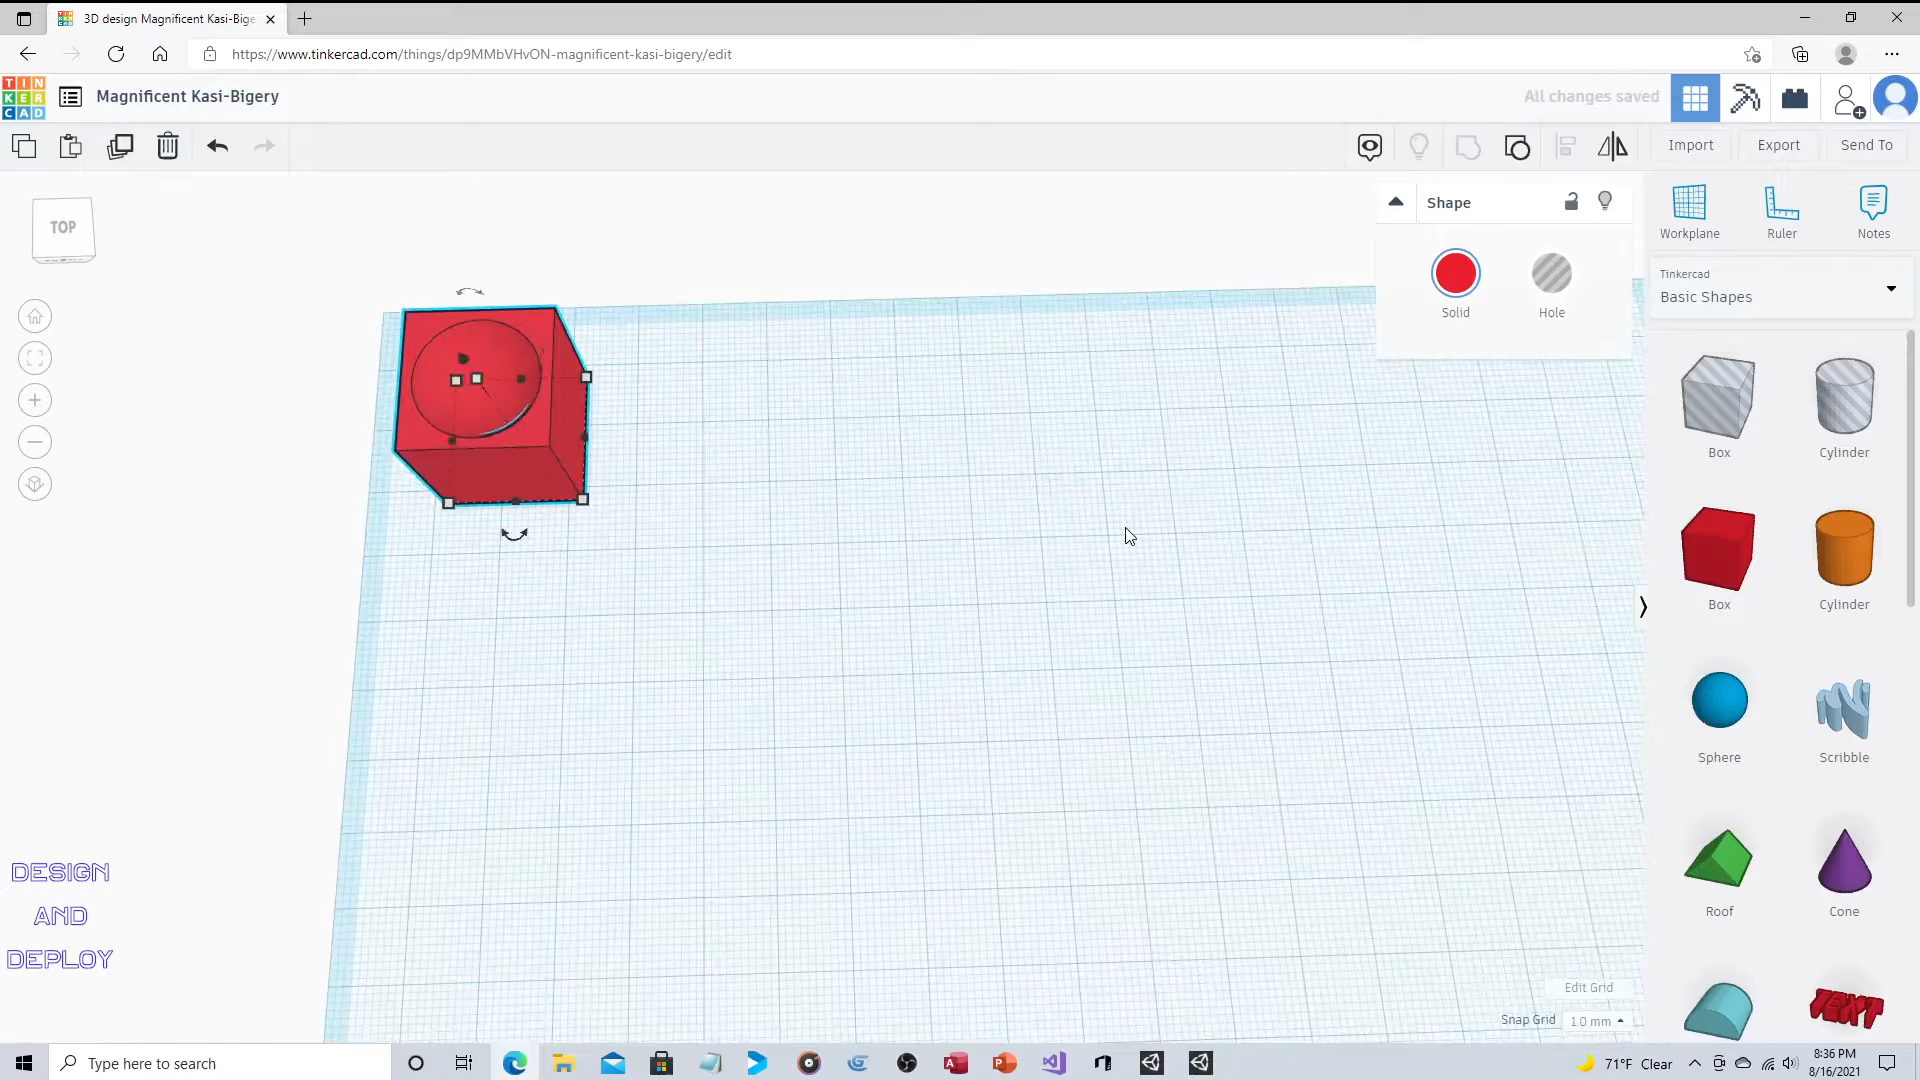 3D design Magnificent Kasi-Bige
https://www.tinkercad.com/things/dp9MMbVHvON-magnificent-kasi-bigery/edit
TIN
KER
CAD
Magnificent Kasi-Bigery
All changes saved
Import
Export
Send To
TOP
Shape
Solid
Hole
Workplane
Ruler
Notes
Tinkercad
Basic Shapes
Box
Cylinder
Box
Cylinder
Sphere
Scribble
Roof
Cone
TEXT
DESIGN
AND
DEPLOY
Edit Grid
Snap Grid
1.0 mm
Type here to search
71°F Clear
8:36 PM
8/16/2021